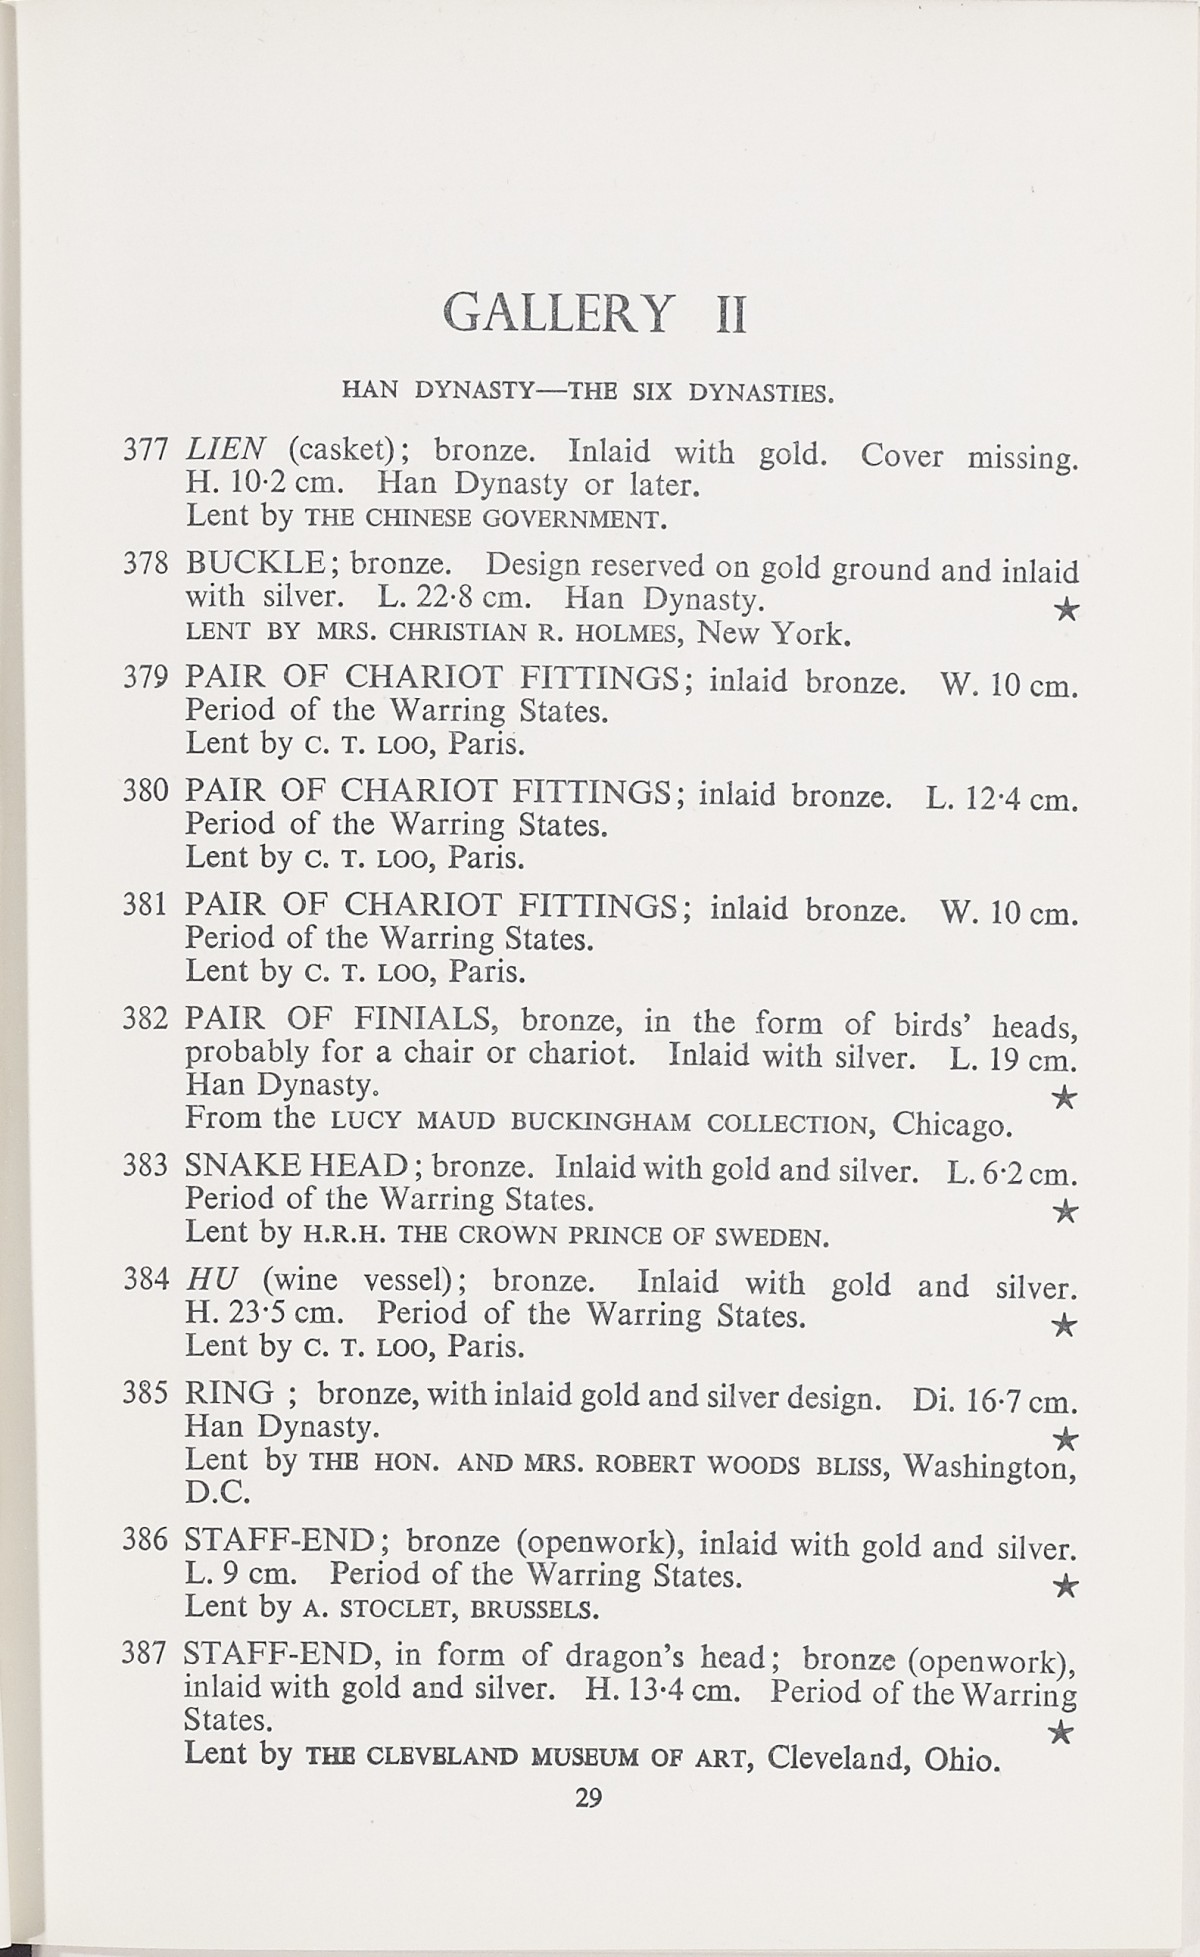 GALLERY II
HAN DYNASTY—THE SIX DYNASTIES.
377 LIEN (casket); bronze. Inlaid with gold. Cover missing.
H. 10·2 cm. Han Dynasty or later.
Lent by THE CHINESE GOVERNMENT.
378 BUCKLE; bronze. Design reserved on gold ground and inlaid
with silver. L. 22·8 cm. Han Dynasty. ★
LENT BY MRS. CHRISTIAN R. HOLMES, New York.
379 PAIR OF CHARIOT FITTINGS; inlaid bronze. W. 10 cm.
Period of the Warring States.
Lent by C. T. LOO, Paris.
380 PAIR OF CHARIOT FITTINGS; inlaid bronze. L. 12·4 cm.
Period of the Warring States.
Lent by C. T. LOO, Paris.
381 PAIR OF CHARIOT FITTINGS; inlaid bronze. W. 10 cm.
Period of the Warring States.
Lent by C. T. LOO, Paris.
382 PAIR OF FINIALS, bronze, in the form of birds' heads,
probably for a chair or chariot. Inlaid with silver. L. 19 cm.
Han Dynasty. ★
From the LUCY MAUD BUCKINGHAM COLLECTION, Chicago.
383 SNAKE HEAD; bronze. Inlaid with gold and silver. L. 6·2 cm.
Period of the Warring States. ★
Lent by H.R.H. THE CROWN PRINCE OF SWEDEN.
384 HU (wine vessel); bronze. Inlaid with gold and silver.
H. 23·5 cm. Period of the Warring States. ★
Lent by C. T. LOO, Paris.
385 RING ; bronze, with inlaid gold and silver design. Di. 16·7 cm.
Han Dynasty. ★
Lent by THE HON. AND MRS. ROBERT WOODS BLISS, Washington,
D.C.
386 STAFF-END; bronze (openwork), inlaid with gold and silver.
L. 9 cm. Period of the Warring States. ★
Lent by A. STOCLET, BRUSSELS.
387 STAFF-END, in form of dragon's head; bronze (openwork),
inlaid with gold and silver. H. 13·4 cm. Period of the Warring
States. ★
Lent by THE CLEVELAND MUSEUM OF ART, Cleveland, Ohio.
29